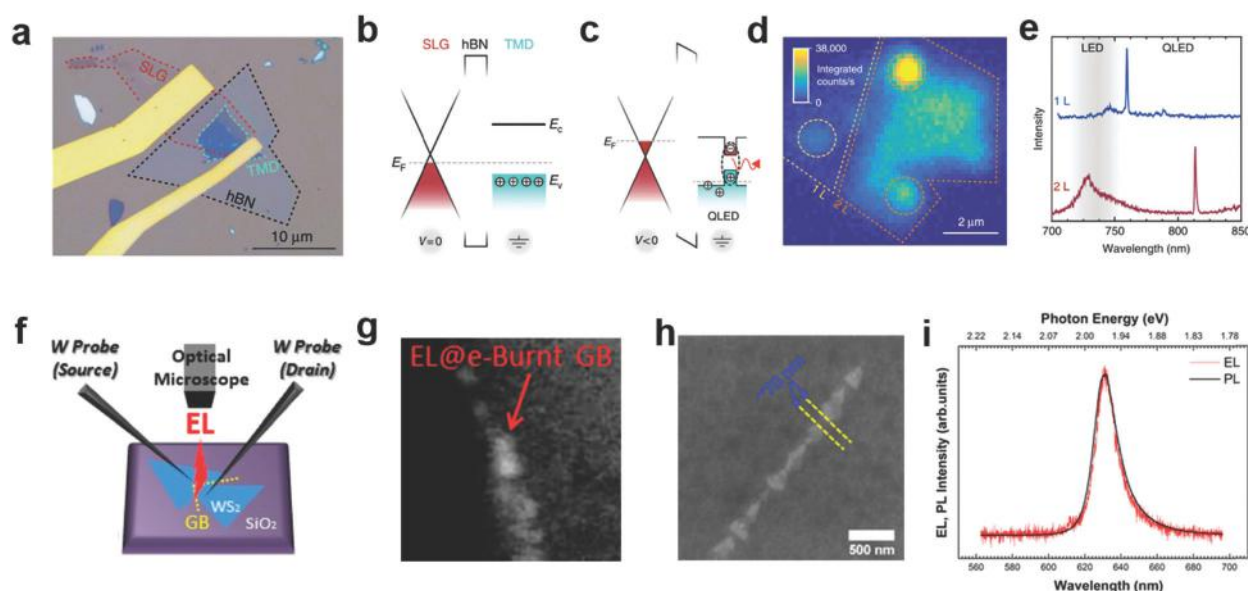 a
SLG
TMD
hBN
10 µm
b
SLG
hBN
TMD
E_c
E_F
E_v
V=0
c
E_F
QLED
V<0
d
38,000
Integrated
counts/s
0
1L
2L
2 µm
e
LED
QLED
1 L
2 L
Intensity
700
750
800
850
Wavelength (nm)
f
W Probe
(Source)
Optical
Microscope
W Probe
(Drain)
EL
WS₂
GB
SiO₂
g
EL@e-Burnt GB
h
500 nm
i
Photon Energy (eV)
2.22 2.14 2.07 2.00 1.94 1.88 1.83 1.78
EL
PL
EL, PL Intensity (arb.units)
560 580 600 620 640 660 680 700
Wavelength (nm)